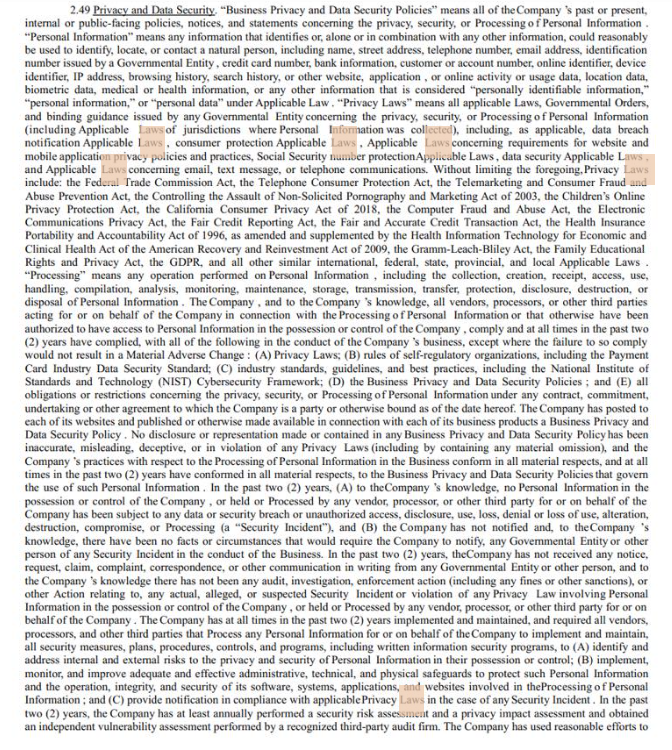 2.49 Privacy and Data Security. “Business Privacy and Data Security Policies” means all of the Company ’s past or present,
internal or public-facing policies, notices, and statements concerning the privacy, security, or Processing of Personal Information .
“Personal Information” means any information that identifies or, alone or in combination with any other information, could reasonably
be used to identify, locate, or contact a natural person, including name, street address, telephone number, email address, identification
number issued by a Governmental Entity , credit card number, bank information, customer or account number, online identifier, device
identifier, IP address, browsing history, search history, or other website, application , or online activity or usage data, location data,
biometric data, medical or health information, or any other information that is considered “personally identifiable information,”
“personal information,” or “personal data” under Applicable Law . “Privacy Laws” means all applicable Laws, Governmental Orders,
and binding guidance issued by any Governmental Entity concerning the privacy, security, or Processing of Personal Information
(including Applicable Laws of jurisdictions where Personal Information was collected), including, as applicable, data breach
notification Applicable Laws , consumer protection Applicable Laws , Applicable Laws concerning requirements for website and
mobile application privacy policies and practices, Social Security number protection Applicable Laws , data security Applicable Laws ,
and Applicable Laws concerning email, text message, or telephone communications. Without limiting the foregoing, Privacy Laws
include: the Federal Trade Commission Act, the Telephone Consumer Protection Act, the Telemarketing and Consumer Fraud and
Abuse Prevention Act, the Controlling the Assault of Non-Solicited Pornography and Marketing Act of 2003, the Children’s Online
Privacy Protection Act, the California Consumer Privacy Act of 2018, the Computer Fraud and Abuse Act, the Electronic
Communications Privacy Act, the Fair Credit Reporting Act, the Fair and Accurate Credit Transaction Act, the Health Insurance
Portability and Accountability Act of 1996, as amended and supplemented by the Health Information Technology for Economic and
Clinical Health Act of the American Recovery and Reinvestment Act of 2009, the Gramm-Leach-Bliley Act, the Family Educational
Rights and Privacy Act, the GDPR, and all other similar international, federal, state, provincial, and local Applicable Laws .
“Processing” means any operation performed on Personal Information , including the collection, creation, receipt, access, use,
handling, compilation, analysis, monitoring, maintenance, storage, transmission, transfer, protection, disclosure, destruction, or
disposal of Personal Information . The Company , and to the Company ’s knowledge, all vendors, processors, or other third parties
acting for or on behalf of the Company in connection with the Processing of Personal Information or that otherwise have been
authorized to have access to Personal Information in the possession or control of the Company , comply and at all times in the past two
(2) years have complied, with all of the following in the conduct of the Company ’s business, except where the failure to so comply
would not result in a Material Adverse Change : (A) Privacy Laws; (B) rules of self-regulatory organizations, including the Payment
Card Industry Data Security Standard; (C) industry standards, guidelines, and best practices, including the National Institute of
Standards and Technology (NIST) Cybersecurity Framework; (D) the Business Privacy and Data Security Policies ; and (E) all
obligations or restrictions concerning the privacy, security, or Processing of Personal Information under any contract, commitment,
undertaking or other agreement to which the Company is a party or otherwise bound as of the date hereof. The Company has posted to
each of its websites and published or otherwise made available in connection with each of its business products a Business Privacy and
Data Security Policy . No disclosure or representation made or contained in any Business Privacy and Data Security Policy has been
inaccurate, misleading, deceptive, or in violation of any Privacy Laws (including by containing any material omission), and the
Company ’s practices with respect to the Processing of Personal Information in the Business conform in all material respects, and at all
times in the past two (2) years have conformed in all material respects, to the Business Privacy and Data Security Policies that govern
the use of such Personal Information . In the past two (2) years, (A) to the Company ’s knowledge, no Personal Information in the
possession or control of the Company , or held or Processed by any vendor, processor, or other third party for or on behalf of the
Company has been subject to any data or security breach or unauthorized access, disclosure, use, loss, denial or loss of use, alteration,
destruction, compromise, or Processing (a “Security Incident”), and (B) the Company has not notified and, to the Company ’s
knowledge, there have been no facts or circumstances that would require the Company to notify, any Governmental Entity or other
person of any Security Incident in the conduct of the Business. In the past two (2) years, the Company has not received any notice,
request, claim, complaint, correspondence, or other communication in writing from any Governmental Entity or other person, and to
the Company ’s knowledge there has not been any audit, investigation, enforcement action (including any fines or other sanctions), or
other Action relating to, any actual, alleged, or suspected Security Incident or violation of any Privacy Law involving Personal
Information in the possession or control of the Company , or held or Processed by any vendor, processor, or other third party for or on
behalf of the Company . The Company has at all times in the past two (2) years implemented and maintained, and required all vendors,
processors, and other third parties that Process any Personal Information for or on behalf of the Company to implement and maintain,
all security measures, plans, procedures, controls, and programs, including written information security programs, to (A) identify and
address internal and external risks to the privacy and security of Personal Information in their possession or control; (B) implement,
monitor, and improve adequate and effective administrative, technical, and physical safeguards to protect such Personal Information
and the operation, integrity, and security of its software, systems, applications, and websites involved in the Processing of Personal
Information ; and (C) provide notification in compliance with applicable Privacy Laws in the case of any Security Incident . In the past
two (2) years, the Company has at least annually performed a security risk assessment and a privacy impact assessment and obtained
an independent vulnerability assessment performed by a recognized third-party audit firm. The Company has used reasonable efforts to